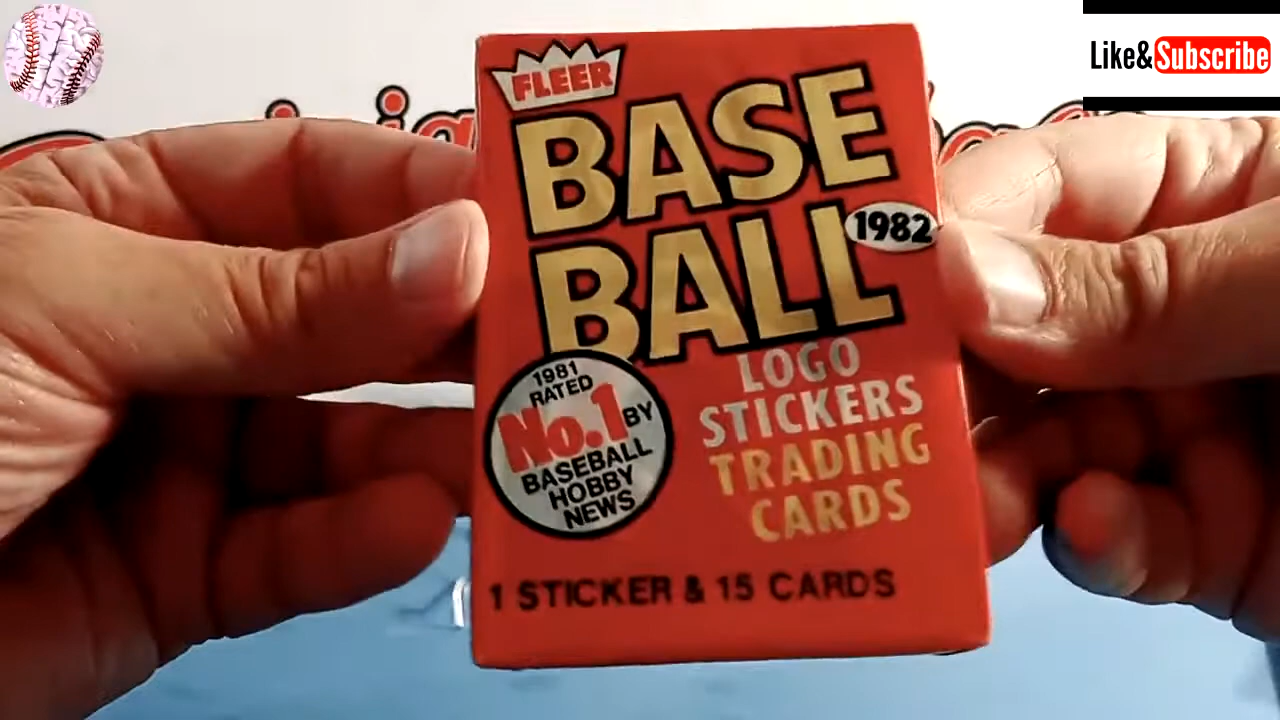 Like&Subscribe
FLEER
BASE
BALL
1982
LOGO
STICKERS
TRADING
CARDS
1981
RATED
No.1 BY
BASEBALL
HOBBY
NEWS
1 STICKER & 15 CARDS